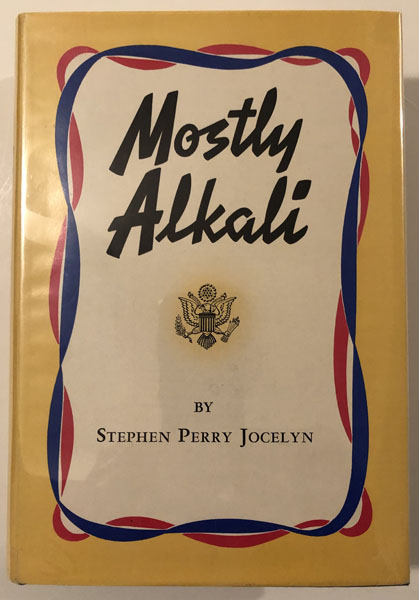 Mostly
Alkali
BY
STEPHEN PERRY JOCELYN